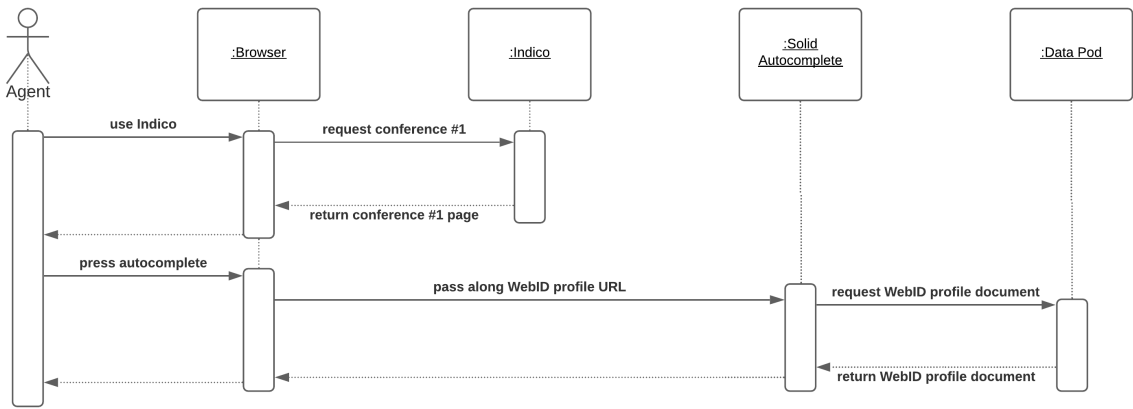 :Browser
:Indico
:Solid
Autocomplete
:Data Pod
Agent
use Indico
request conference #1
return conference #1 page
press autocomplete
pass along WebID profile URL
request WebID profile document
return WebID profile document